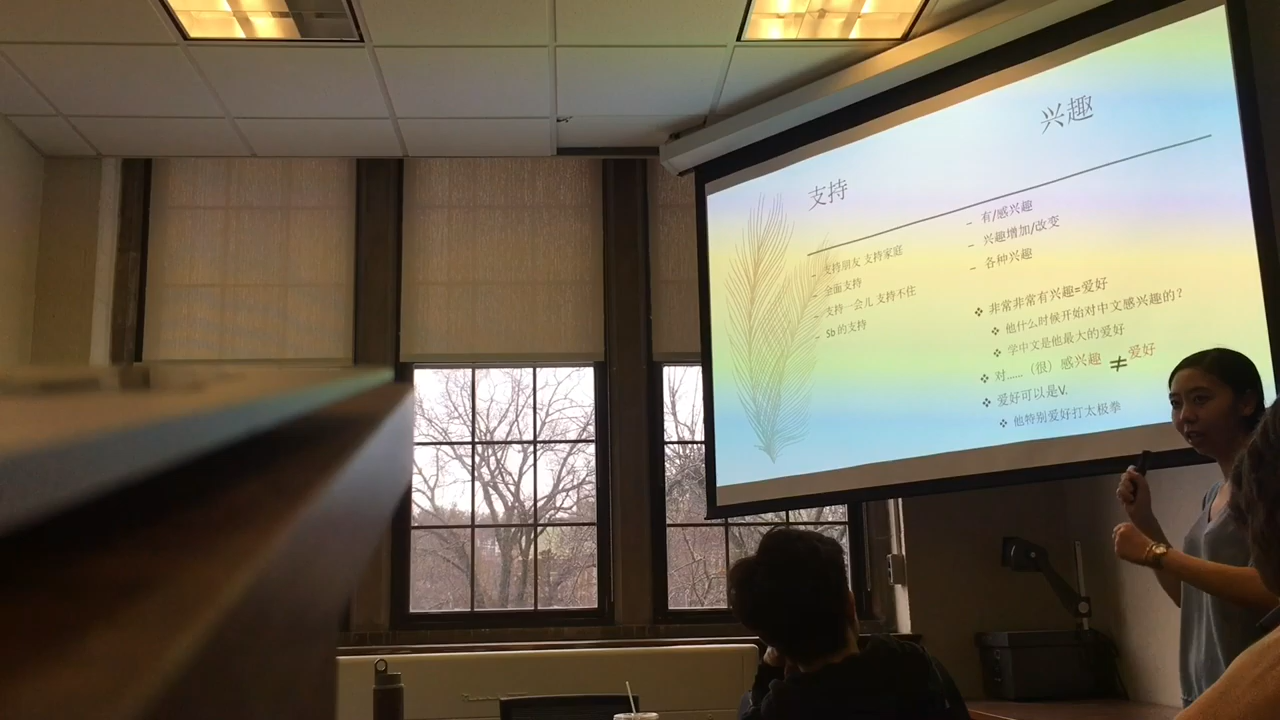 支持
– 支持朋友 支持家庭
– 全面支持
– 支持一会儿 支持不住
– Sb 的支持
兴趣
– 有/感兴趣
– 兴趣增加/改变
– 各种兴趣
❖ 非常非常有兴趣=爱好
❖ 他什么时候开始对中文感兴趣的？
❖ 学中文是他最大的爱好
❖ 对……（很）感兴趣 ≠ 爱好
❖ 爱好可以是V.
❖ 他特别爱好打太极拳